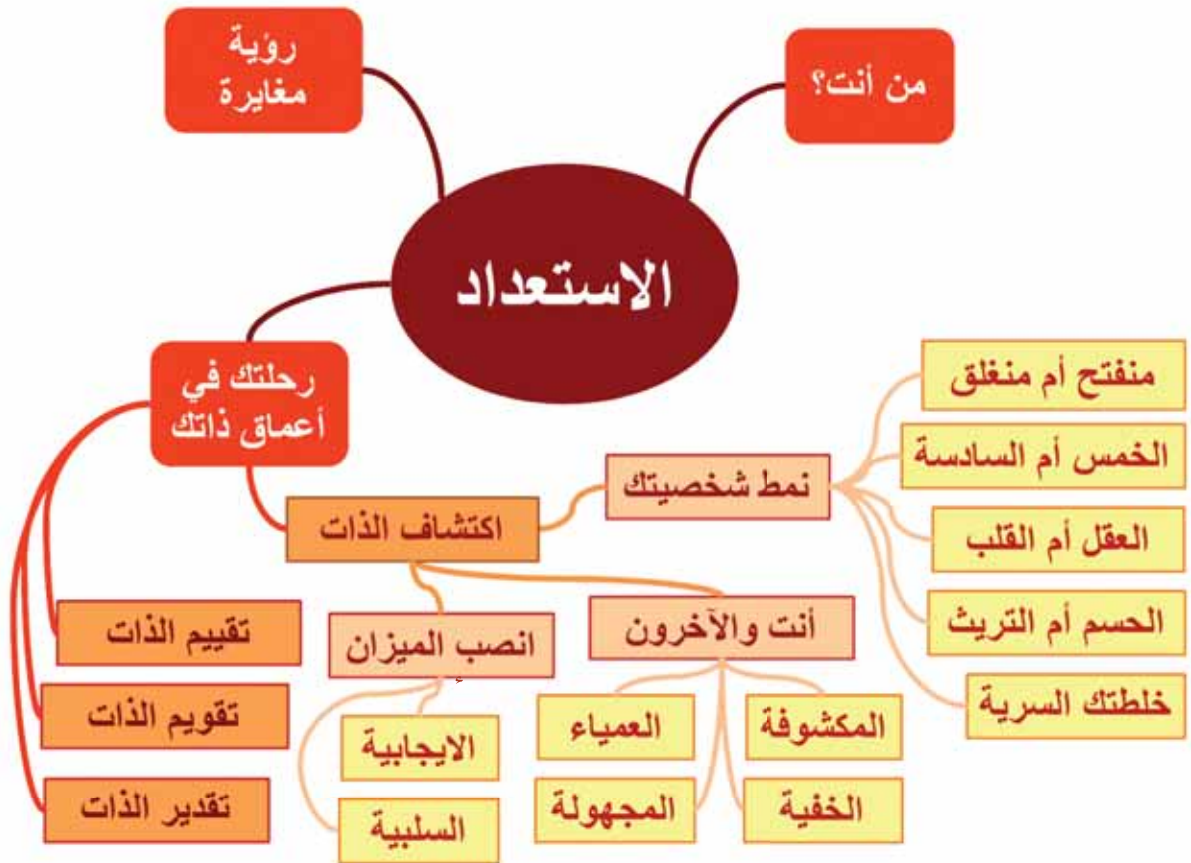 من أنت؟
رؤية
مغايرة
الاستعداد
رحلتك في
أعماق ذاتك
اكتشاف الذات
نمط شخصيتك
منفتح أم منغلق
الخمس أم السادسة
العقل أم القلب
الحسم أم التريث
خلطتك السرية
أنت والآخرون
المكشوفة
العمياء
الخفية
المجهولة
انصب الميزان
الايجابية
السلبية
تقييم الذات
تقويم الذات
تقدير الذات